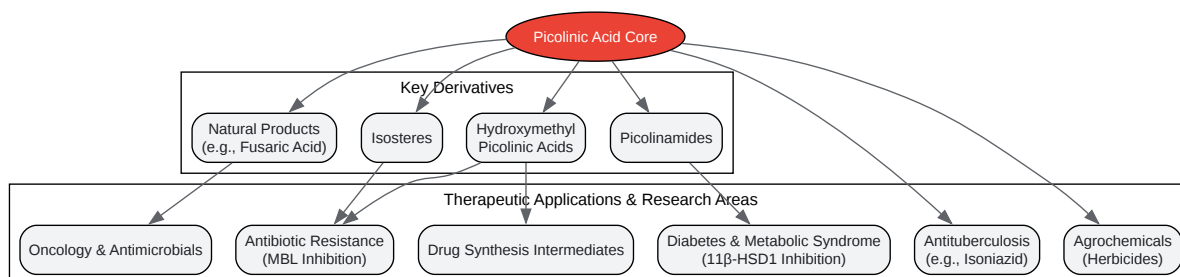 Picolinic Acid Core
Key Derivatives
Natural Products
(e.g., Fusaric Acid)
Isosteres
Hydroxymethyl
Picolinic Acids
Picolinamides
Therapeutic Applications & Research Areas
Oncology & Antimicrobials
Antibiotic Resistance
(MBL Inhibition)
Drug Synthesis Intermediates
Diabetes & Metabolic Syndrome
(11β-HSD1 Inhibition)
Antituberculosis
(e.g., Isoniazid)
Agrochemicals
(Herbicides)